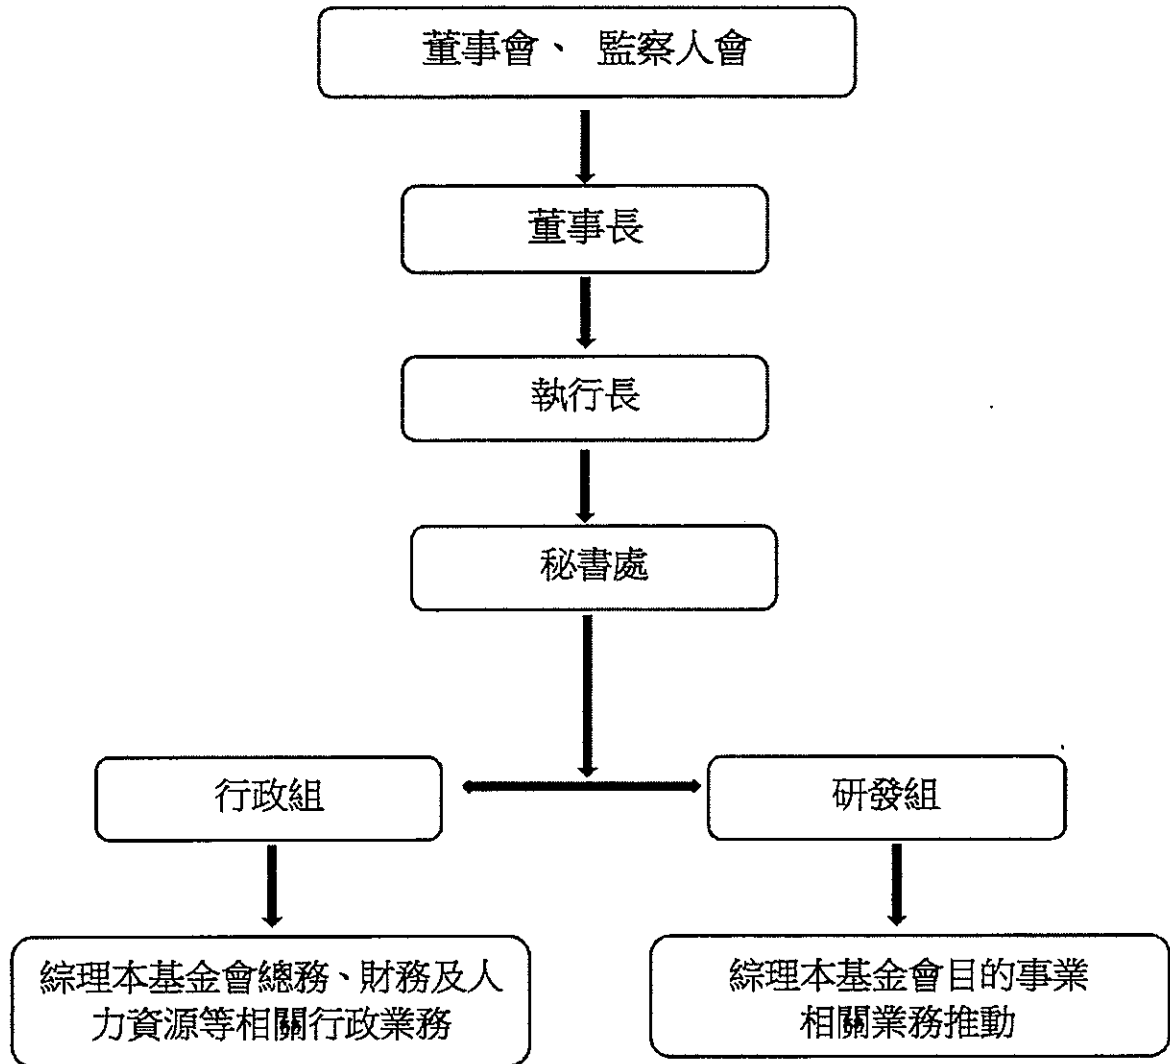 董事會、 監察人會
董事長
執行長
秘書處
行政組
研發組
綜理本基金會總務、財務及人
力資源等相關行政業務
綜理本基金會目的事業
相關業務推動